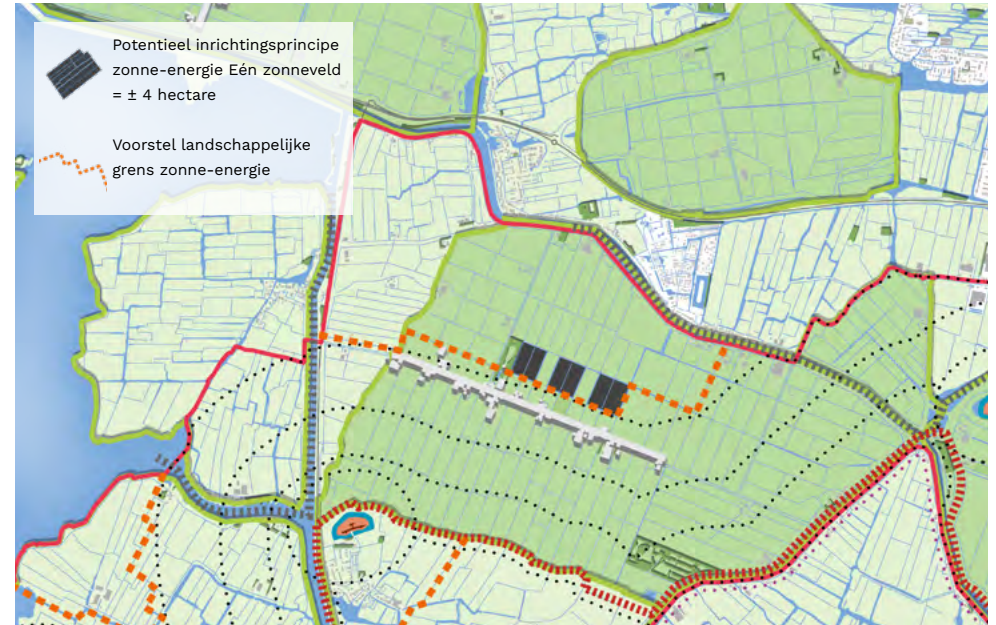 Potentieel inrichtingsprincipe
zonne-energie Eén zonneveld
= ± 4 hectare
Voorstel landschappelijke
grens zonne-energie